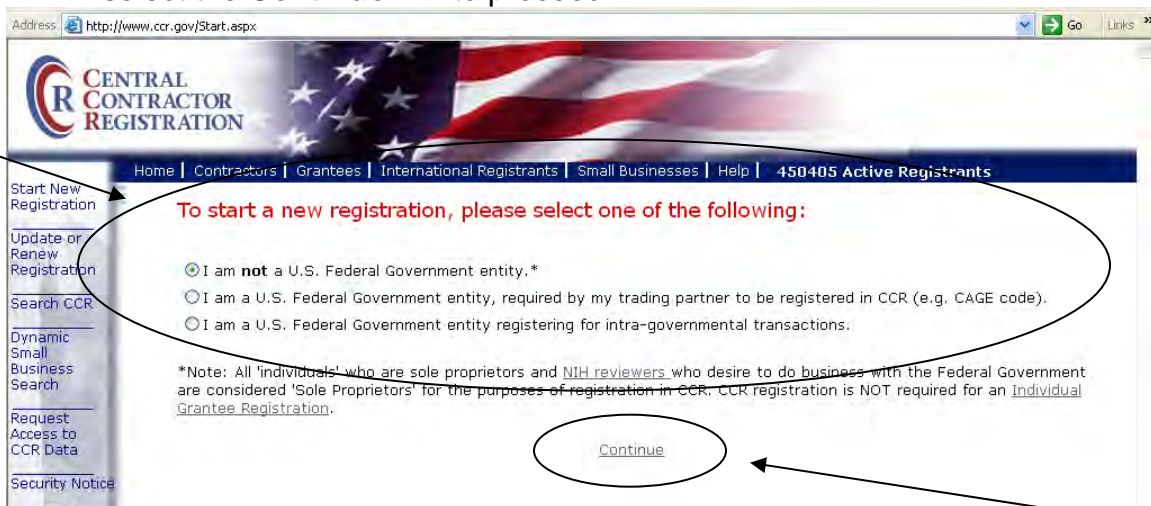 Address http://www.ccr.gov/Start.aspx Go Links »
CENTRAL
CONTRACTOR
REGISTRATION
Home | Contractors | Grantees | International Registrants | Small Businesses | Help | 450405 Active Registrants
Start New
Registration
Update or
Renew
Registration
Search CCR
Dynamic
Small
Business
Search
Request
Access to
CCR Data
Security Notice
To start a new registration, please select one of the following:
I am not a U.S. Federal Government entity.*
I am a U.S. Federal Government entity, required by my trading partner to be registered in CCR (e.g. CAGE code).
I am a U.S. Federal Government entity registering for intra-governmental transactions.
*Note: All 'individuals' who are sole proprietors and NIH reviewers who desire to do business with the Federal Government
are considered 'Sole Proprietors' for the purposes of registration in CCR. CCR registration is NOT required for an Individual
Grantee Registration.
Continue